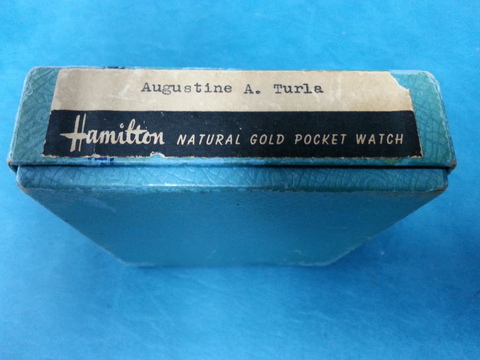 Augustine A. Turla
Hamilton NATURAL GOLD POCKET WATCH